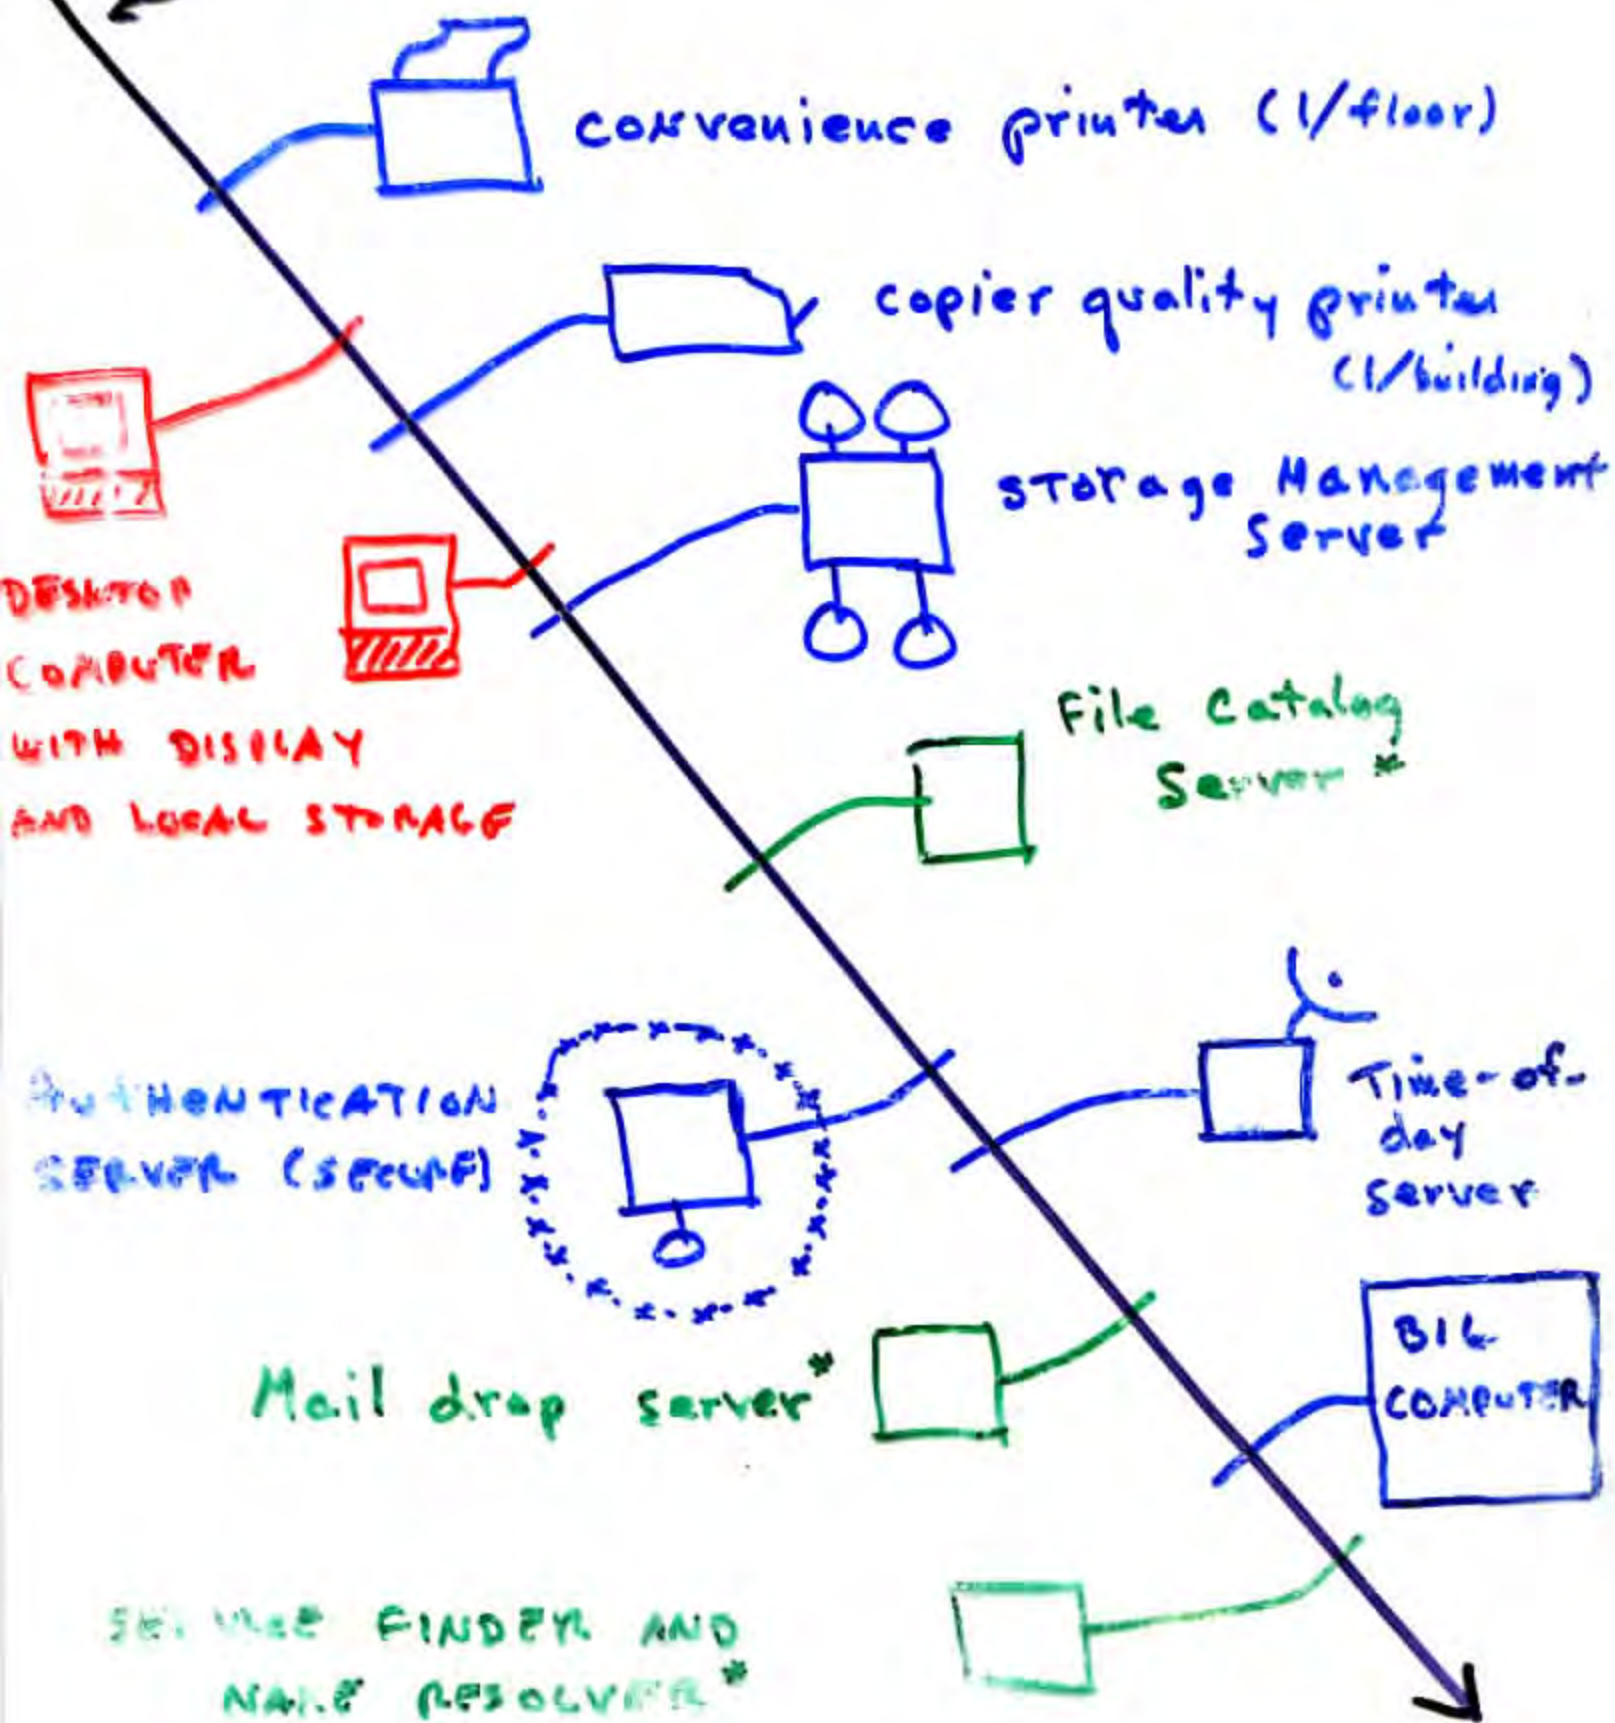 convenience printer (1/floor)
copier quality printer
(1/building)
storage Management
Server
DESKTOP
COMPUTER
WITH DISPLAY
AND LOCAL STORAGE
File Catalog
Server *
AUTHENTICATION
SERVER (SECURE)
Time-of-
day
server
Mail drop server*
BIG
COMPUTER
SERVICE FINDER AND
NAME RESOLVER*